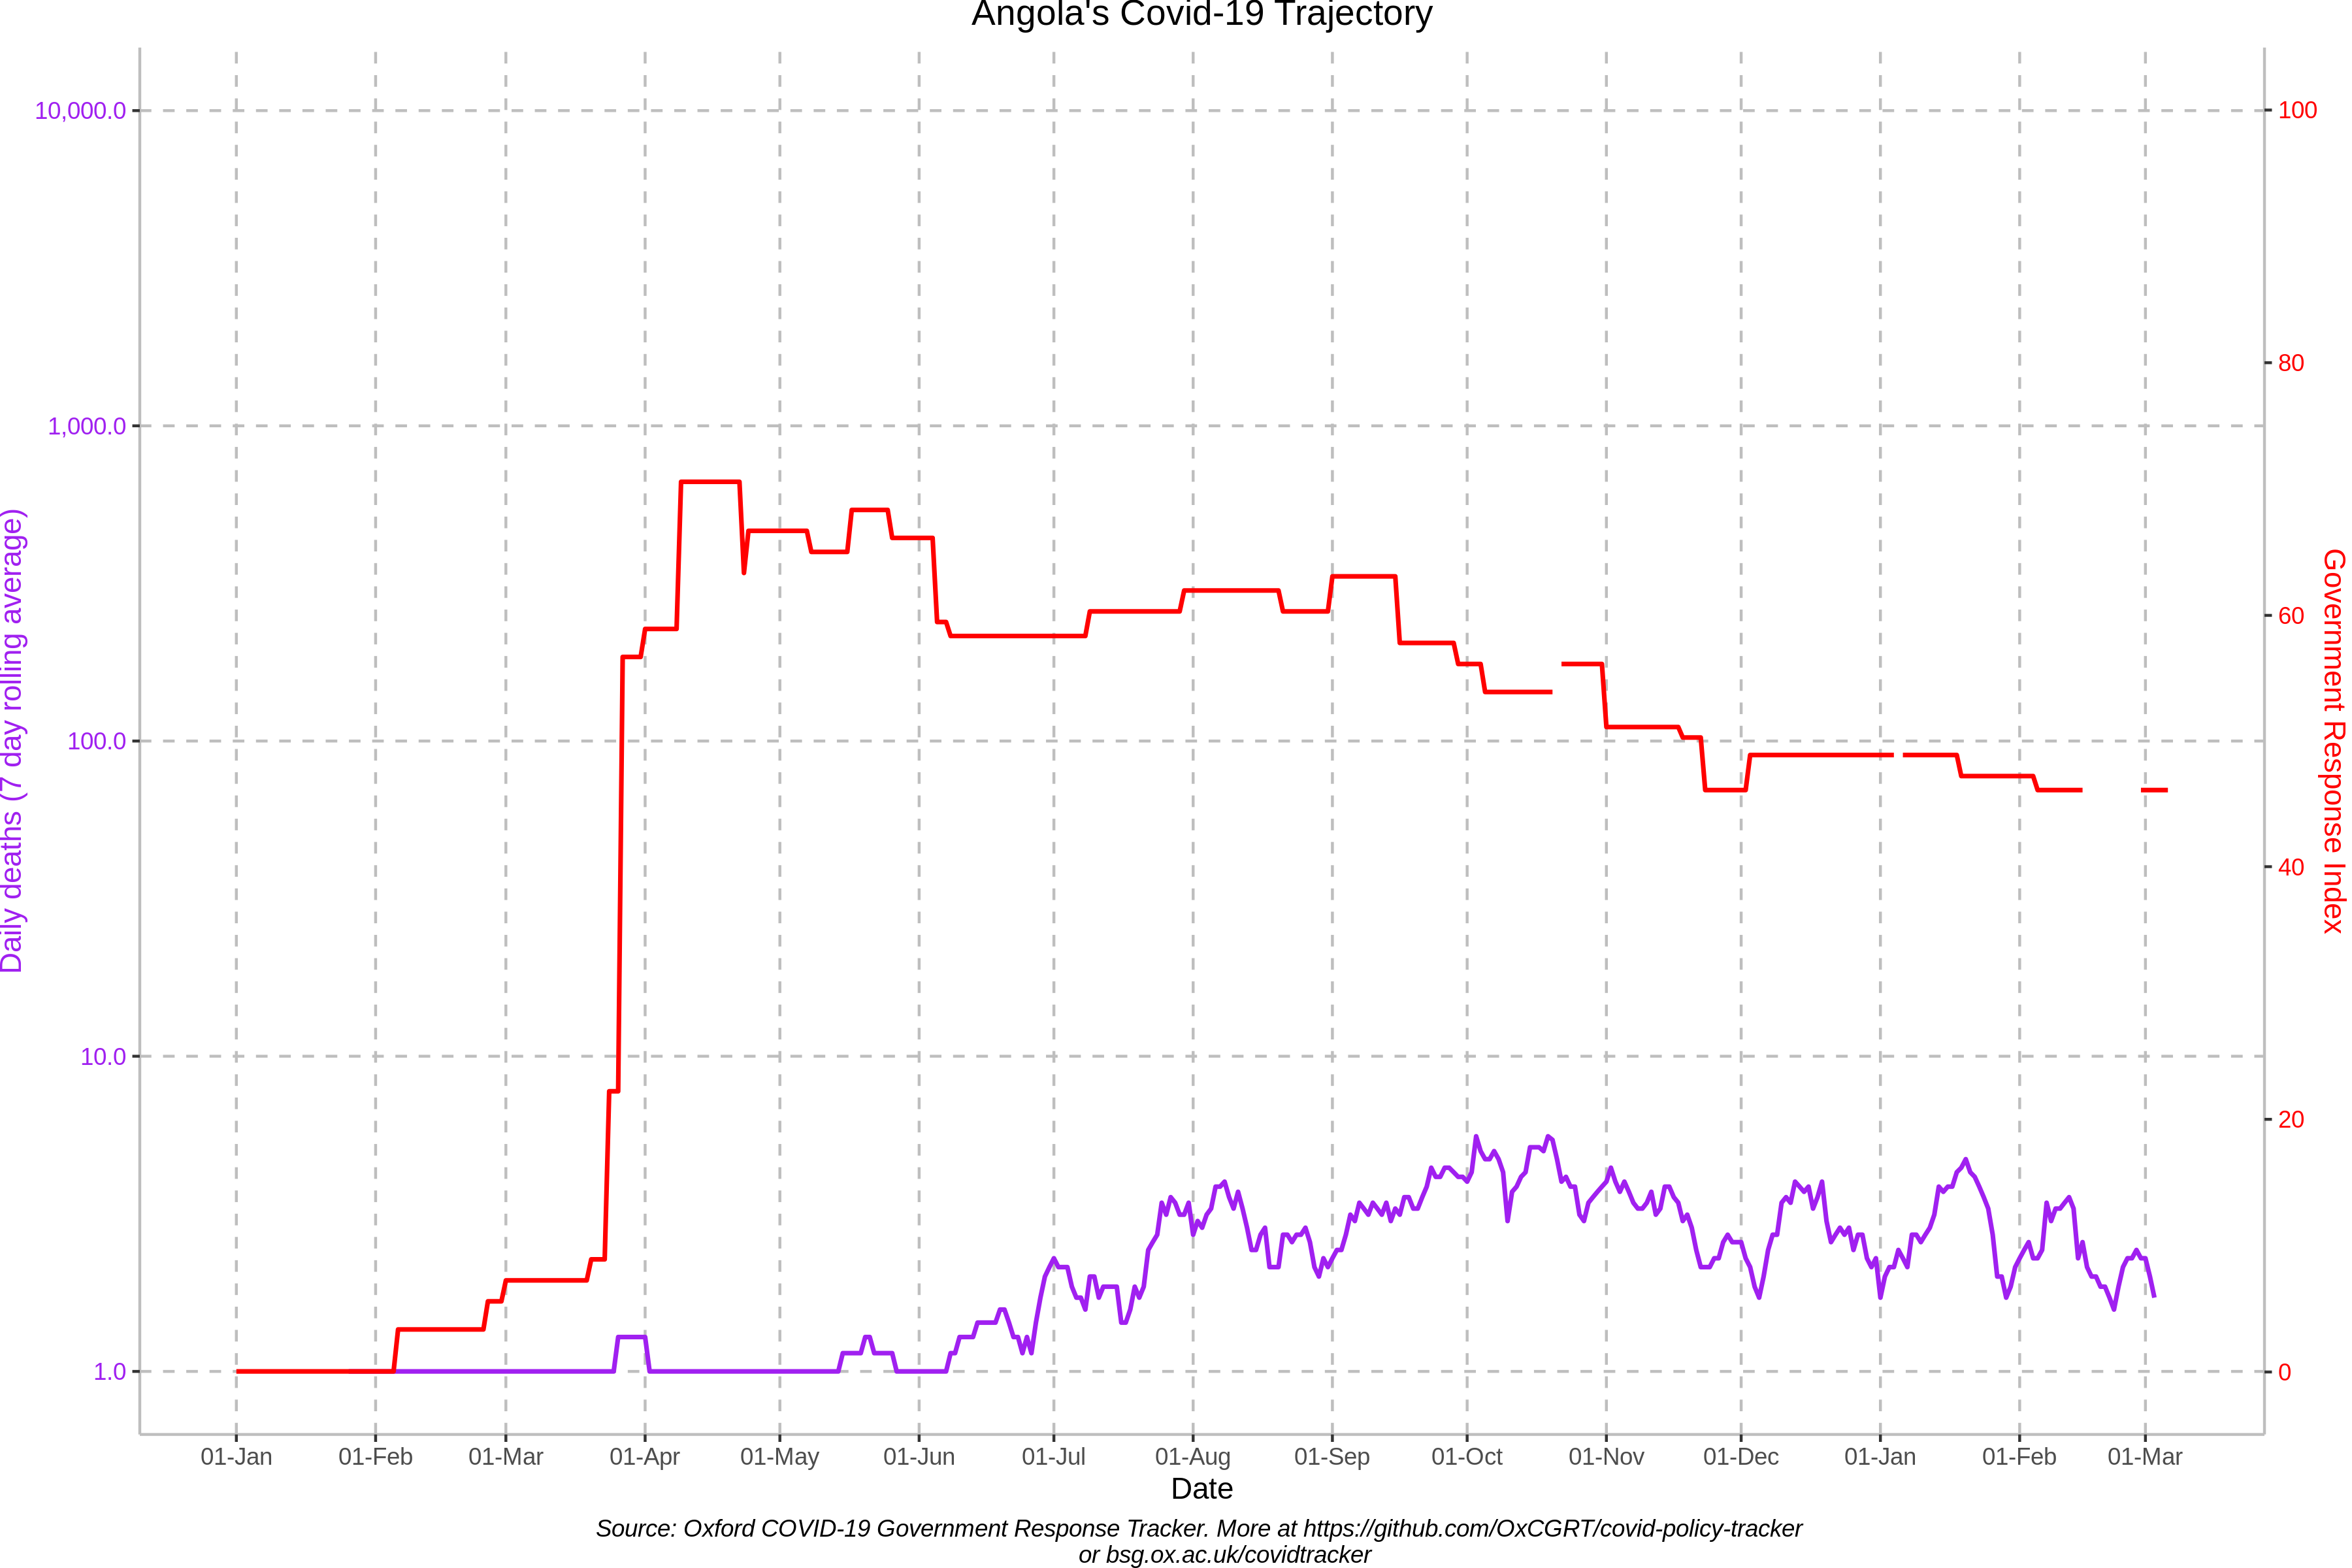 Angola's Covid-19 Trajectory
10,000.0
1,000.0
100.0
10.0
1.0
Daily deaths (7 day rolling average)
100
80
60
40
20
0
Government Response Index
01-Jan 01-Feb 01-Mar 01-Apr 01-May 01-Jun 01-Jul 01-Aug 01-Sep 01-Oct 01-Nov 01-Dec 01-Jan 01-Feb 01-Mar
Date
Source: Oxford COVID-19 Government Response Tracker. More at https://github.com/OxCGRT/covid-policy-tracker
or bsg.ox.ac.uk/covidtracker